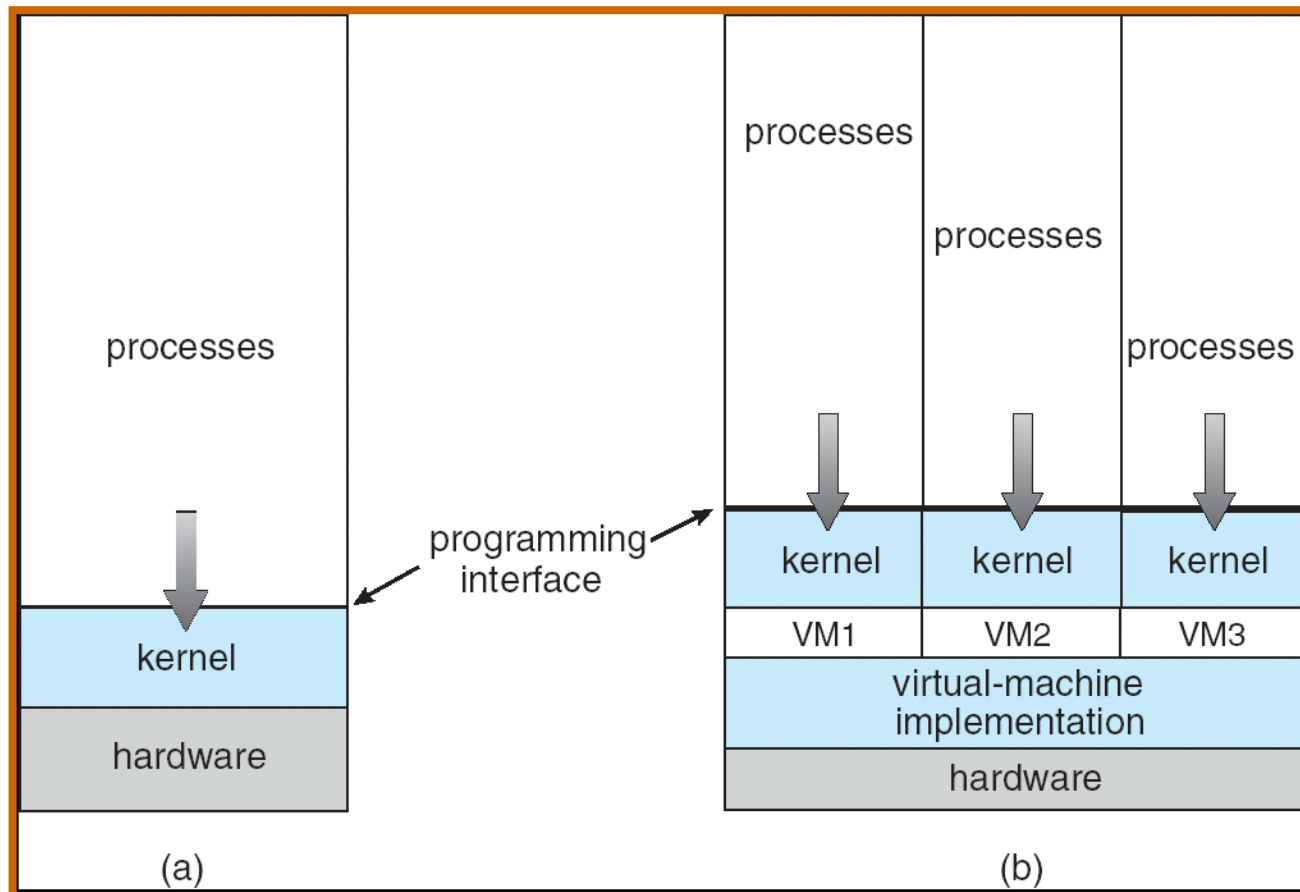 processes
kernel
hardware
(a)
programming
interface
processes
processes
processes
kernel
kernel
kernel
VM1
VM2
VM3
virtual-machine
implementation
hardware
(b)